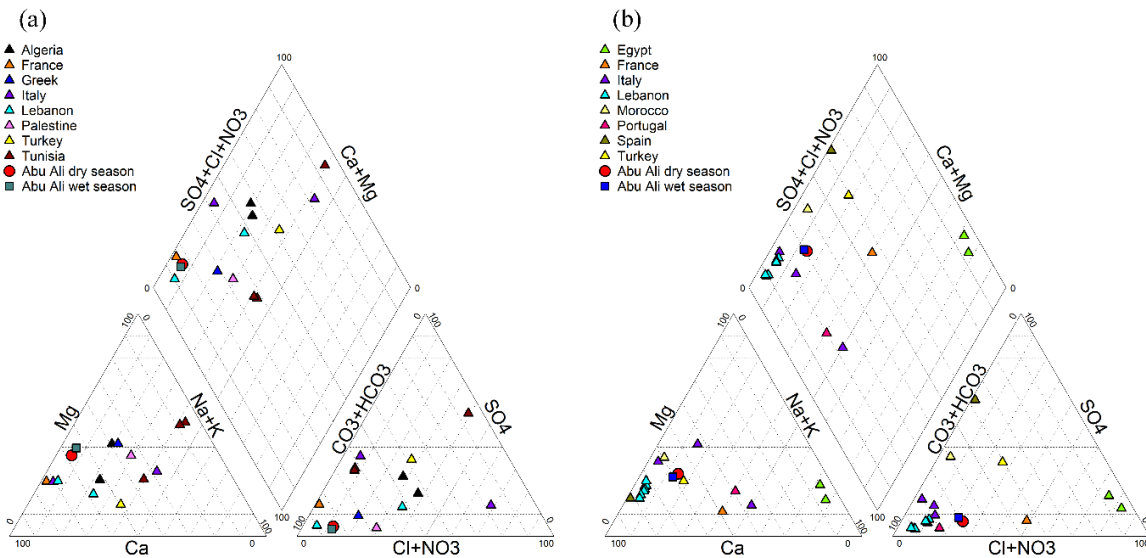 (a)
Algeria
France
Greek
Italy
Lebanon
Palestine
Turkey
Tunisia
Abu Ali dry season
Abu Ali wet season
100
SO4+Cl+NO3
Ca+Mg
0
0
100
0
Mg
Na+K
0
100
100
0
Ca
100
0
CO3+HCO3
SO4
100
0
0
100
Cl+NO3
(b)
Egypt
France
Italy
Lebanon
Morocco
Portugal
Spain
Turkey
Abu Ali dry season
Abu Ali wet season
100
SO4+Cl+NO3
Ca+Mg
0
0
100
0
Mg
Na+K
0
100
100
0
Ca
100
0
CO3+HCO3
SO4
100
0
0
100
Cl+NO3